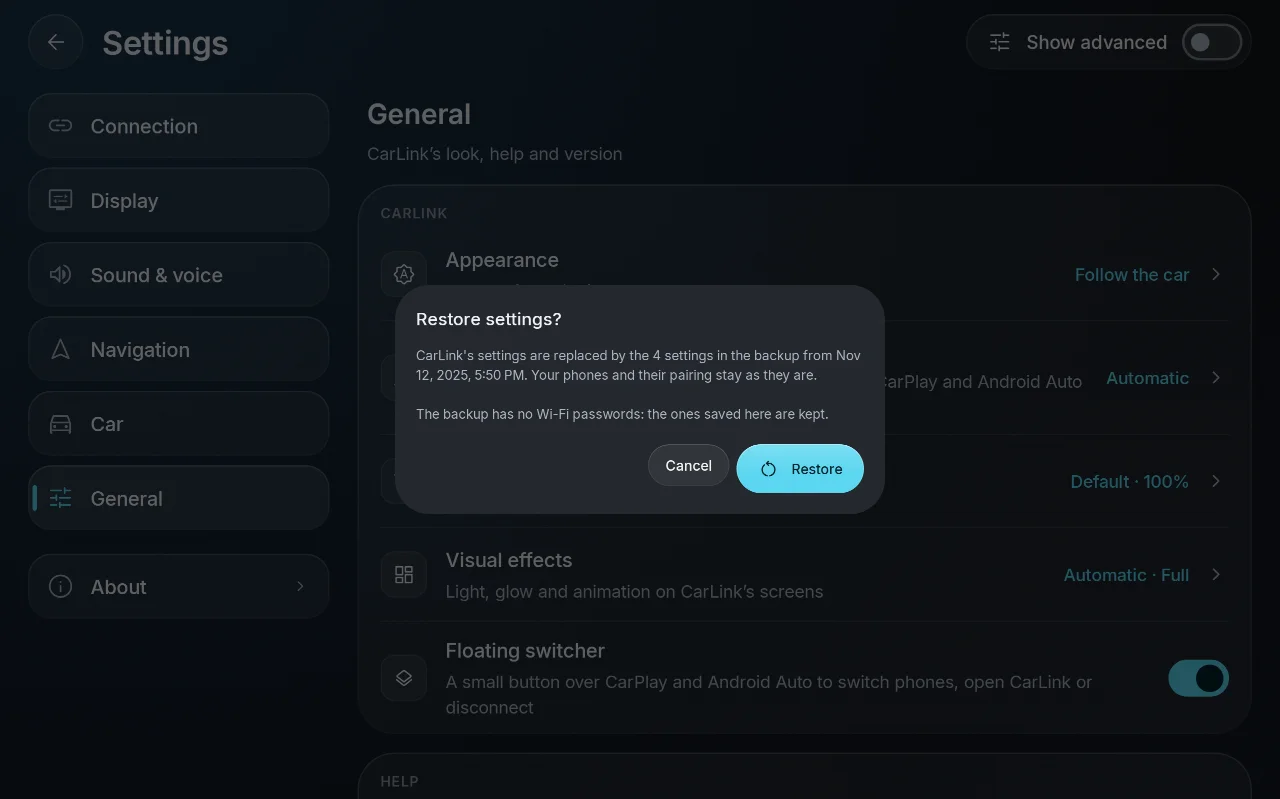 Settings
Show advanced
Connection
Display
Sound & voice
Navigation
Car
General
About
General
CarLink's look, help and version
CARLINK
Appearance
Follow the car
Restore settings?
CarLink's settings are replaced by the 4 settings in the backup from Nov
12, 2025, 5:50 PM. Your phones and their pairing stay as they are.
The backup has no Wi-Fi passwords: the ones saved here are kept.
Cancel
Restore
CarPlay and Android Auto
Automatic
Default · 100%
Visual effects
Light, glow and animation on CarLink's screens
Automatic · Full
Floating switcher
A small button over CarPlay and Android Auto to switch phones, open CarLink or
disconnect
HELP